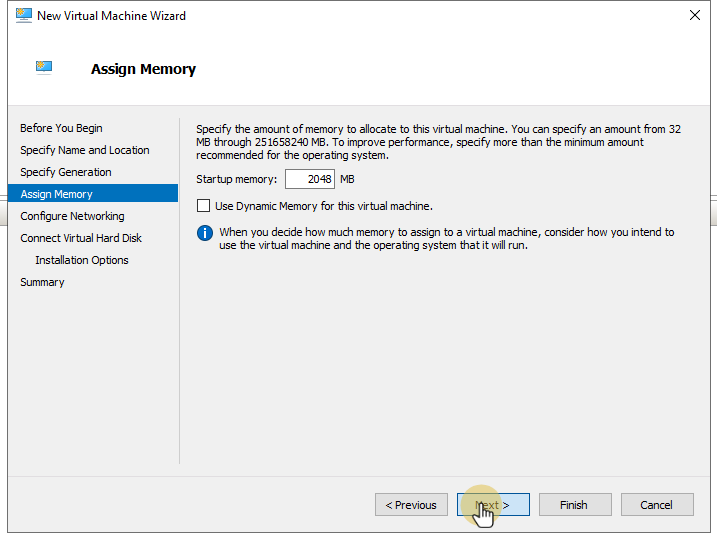 New Virtual Machine Wizard
Assign Memory
Before You Begin
Specify Name and Location
Specify Generation
Assign Memory
Configure Networking
Connect Virtual Hard Disk
Installation Options
Summary
Specify the amount of memory to allocate to this virtual machine. You can specify an amount from 32
MB through 251658240 MB. To improve performance, specify more than the minimum amount
recommended for the operating system.
Startup memory: 2048 MB
Use Dynamic Memory for this virtual machine.
When you decide how much memory to assign to a virtual machine, consider how you intend to
use the virtual machine and the operating system that it will run.
< Previous Next > Finish Cancel